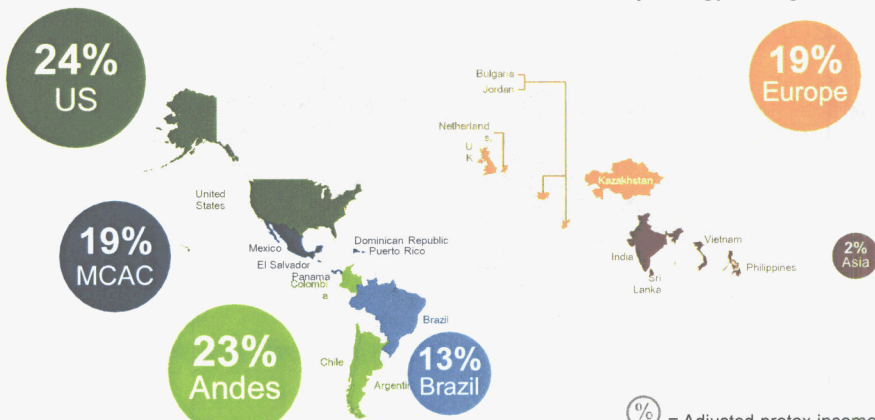 24%
US
19%
Europe
Bulgaria
Jordan
Netherland
s,
U
K
Kazakhstan
United
States
19%
MCAC
Mexico
Dominican Republic
Puerto Rico
El Salvador
Panama
Colombi
a
India
Sri
Lanka
Vietnam
Philippines
2%
Asia
Brazil
23%
Andes
Chile
Argentin
13%
Brazil
% = Adjusted pretax income